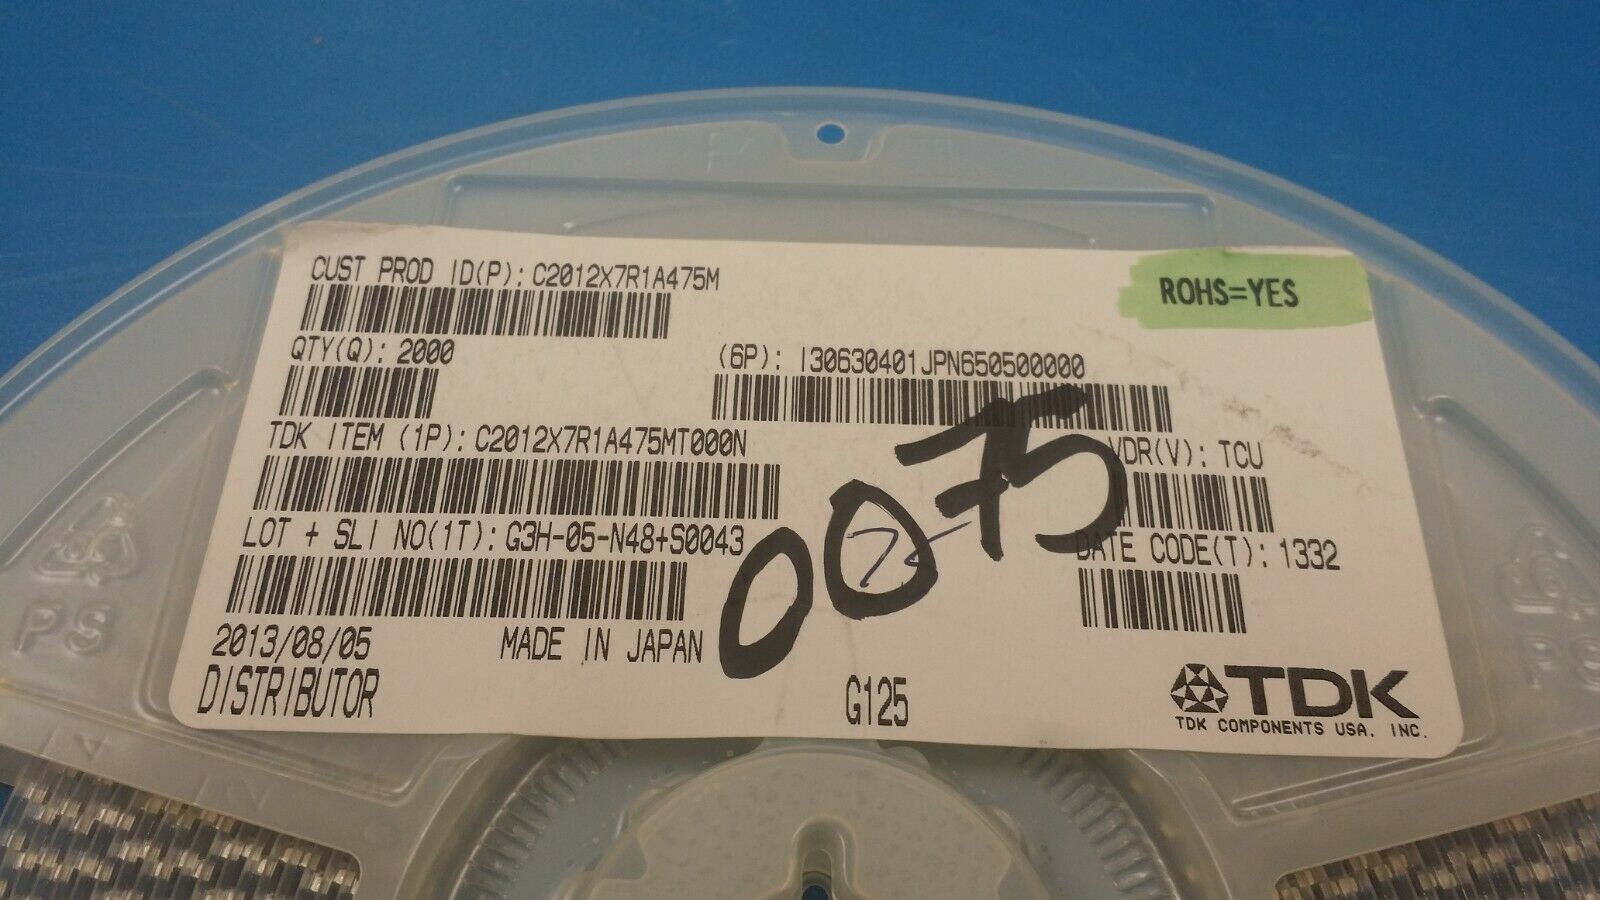 CUST PROD ID(P): C2012X7R1A475M
ROHS=YES
QTY(Q): 2000
(6P): I30630401JPN650500000
TDK ITEM (1P): C2012X7R1A475MT000N
VDR(V): TCU
0075
LOT + SLI NO(1T): G3H-05-N48+S0043
DATE CODE(T): 1332
2013/08/05
MADE IN JAPAN
DISTRIBUTOR
G125
TDK
TDK COMPONENTS USA. INC.
PS
PS